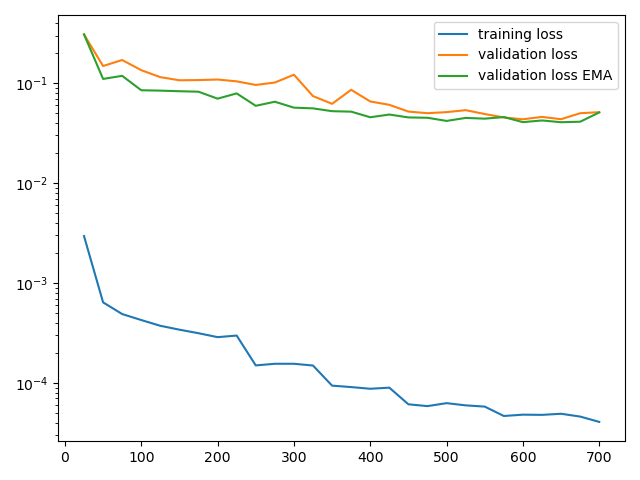 training loss
validation loss
validation loss EMA
10⁻¹
10⁻²
10⁻³
10⁻⁴
0 100 200 300 400 500 600 700